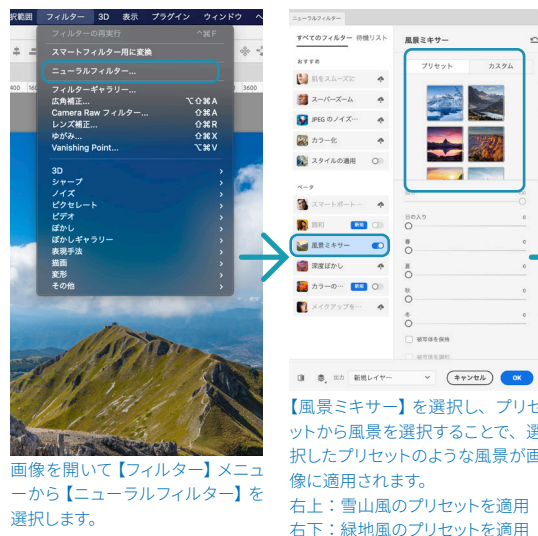 択範囲 フィルター 3D 表示 プラグイン ウィンドウ
フィルターの再実行 ^⌘F
スマートフィルター用に変換
ニューラルフィルター...
フィルターギャラリー...
広角補正... ⌥⇧⌘A
Camera Raw フィルター... ⇧⌘A
レンズ補正... ⇧⌘R
ゆがみ... ⇧⌘X
Vanishing Point... ⌥⌘V
3D
シャープ
ノイズ
ピクセレート
ビデオ
ぼかし
ぼかしギャラリー
表現手法
描画
変形
その他
400
3600
画像を開いて【フィルター】メニュ
ーから【ニューラルフィルター】を
選択します。
ニューラルフィルター
すべてのフィルター 待機リスト
おすすめ
肌をスムーズに
スーパーズーム
JPEG のノイズ…
カラー化
スタイルの適用
ベータ
スマートポート…
調和 新規
風景ミキサー
深度ぼかし
カラーの… 新規
メイクアップを…
風景ミキサー
プリセット カスタム
日の入り 0
春 0
夏 0
秋 0
冬 0
被写体を保持
被写体を調和
出力 新規レイヤー
キャンセル OK
【風景ミキサー】を選択し、プリセ
ットから風景を選択することで、選
択したプリセットのような風景が画
像に適用されます。
右上：雪山風のプリセットを適用
右下：緑地風のプリセットを適用